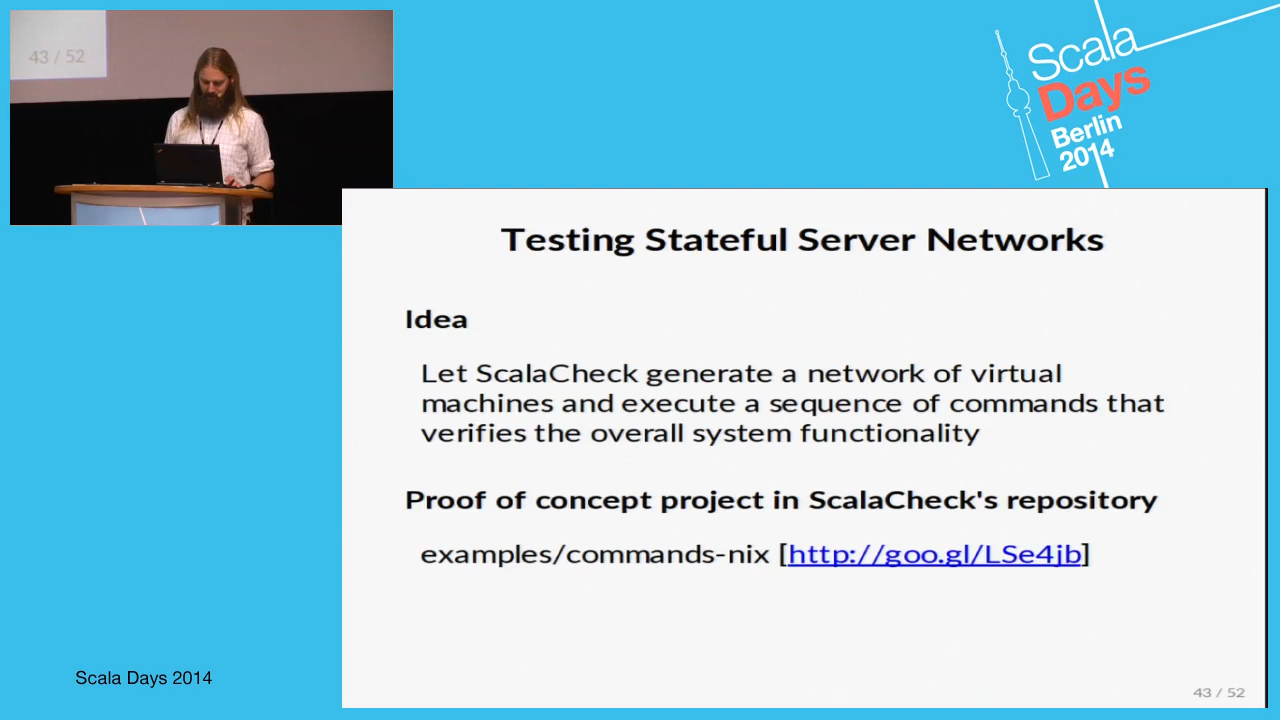 43 / 52
Scala
Days
Berlin
2014
Testing Stateful Server Networks
Idea
Let ScalaCheck generate a network of virtual
machines and execute a sequence of commands that
verifies the overall system functionality
Proof of concept project in ScalaCheck's repository
examples/commands-nix [http://goo.gl/LSe4jb]
Scala Days 2014
43 / 52